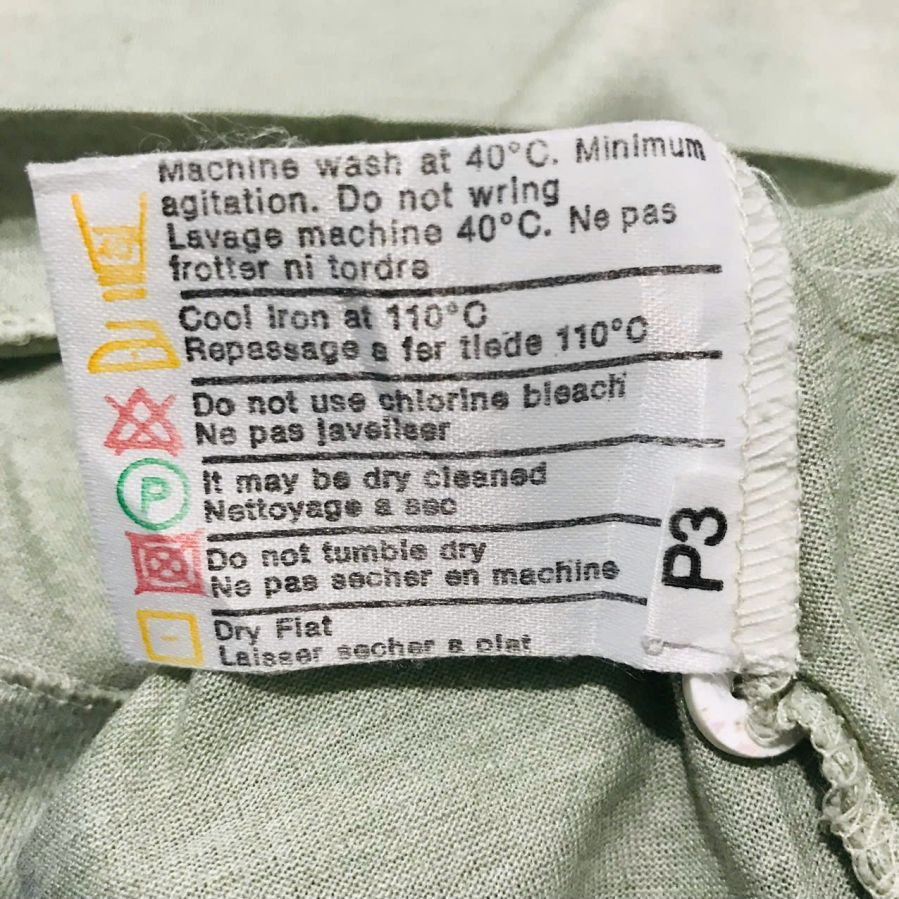 Machine wash at 40°C. Minimum
agitation. Do not wring
Lavage machine 40°C. Ne pas
frotter ni tordre
Cool iron at 110°C
Repassage a fer tiede 110°C
Do not use chlorine bleach
Ne pas javeliser
P
It may be dry cleaned
Nettoyage a sec
Do not tumble dry
Ne pas secher en machine
Dry Flat
Laisser secher a plat
P3